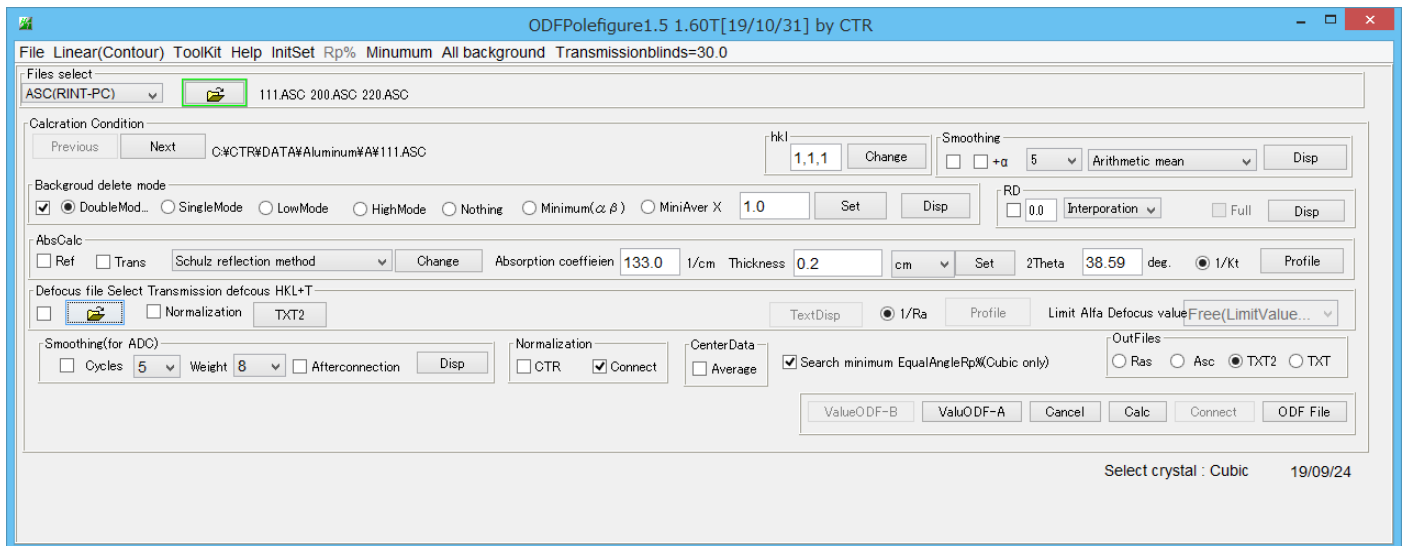 ODFPolefigure1.5 1.60T[19/10/31] by CTR
File Linear(Contour) ToolKit Help InitSet Rp% Minumum All background Transmissionblinds=30.0
Files select
ASC(RINT-PC) 111.ASC 200.ASC 220.ASC
Calcration Condition
Previous Next C:¥CTR¥DATA¥Aluminum¥A¥111.ASC
hkl
1,1,1 Change
Smoothing
+α 5 Arithmetic mean Disp
Backgroud delete mode
DoubleMod... SingleMode LowMode HighMode Nothing Minimum(αβ) MiniAver X 1.0 Set Disp
RD
0.0 Interporation Full Disp
AbsCalc
Ref Trans Schulz reflection method Change Absorption coeffieien 133.0 1/cm Thickness 0.2 cm Set 2Theta 38.59 deg. 1/Kt Profile
Defocus file Select Transmission defcous HKL+T
Normalization TXT2 TextDisp 1/Ra Profile Limit Alfa Defocus value Free(LimitValue...
Smoothing(for ADC)
Cycles 5 Weight 8 Afterconnection Disp
Normalization
CTR Connect
CenterData
Average
Search minimum EqualAngleRp%(Cubic only)
OutFiles
Ras Asc TXT2 TXT
ValueODF-B ValuODF-A Cancel Calc Connect ODF File
Select crystal : Cubic 19/09/24